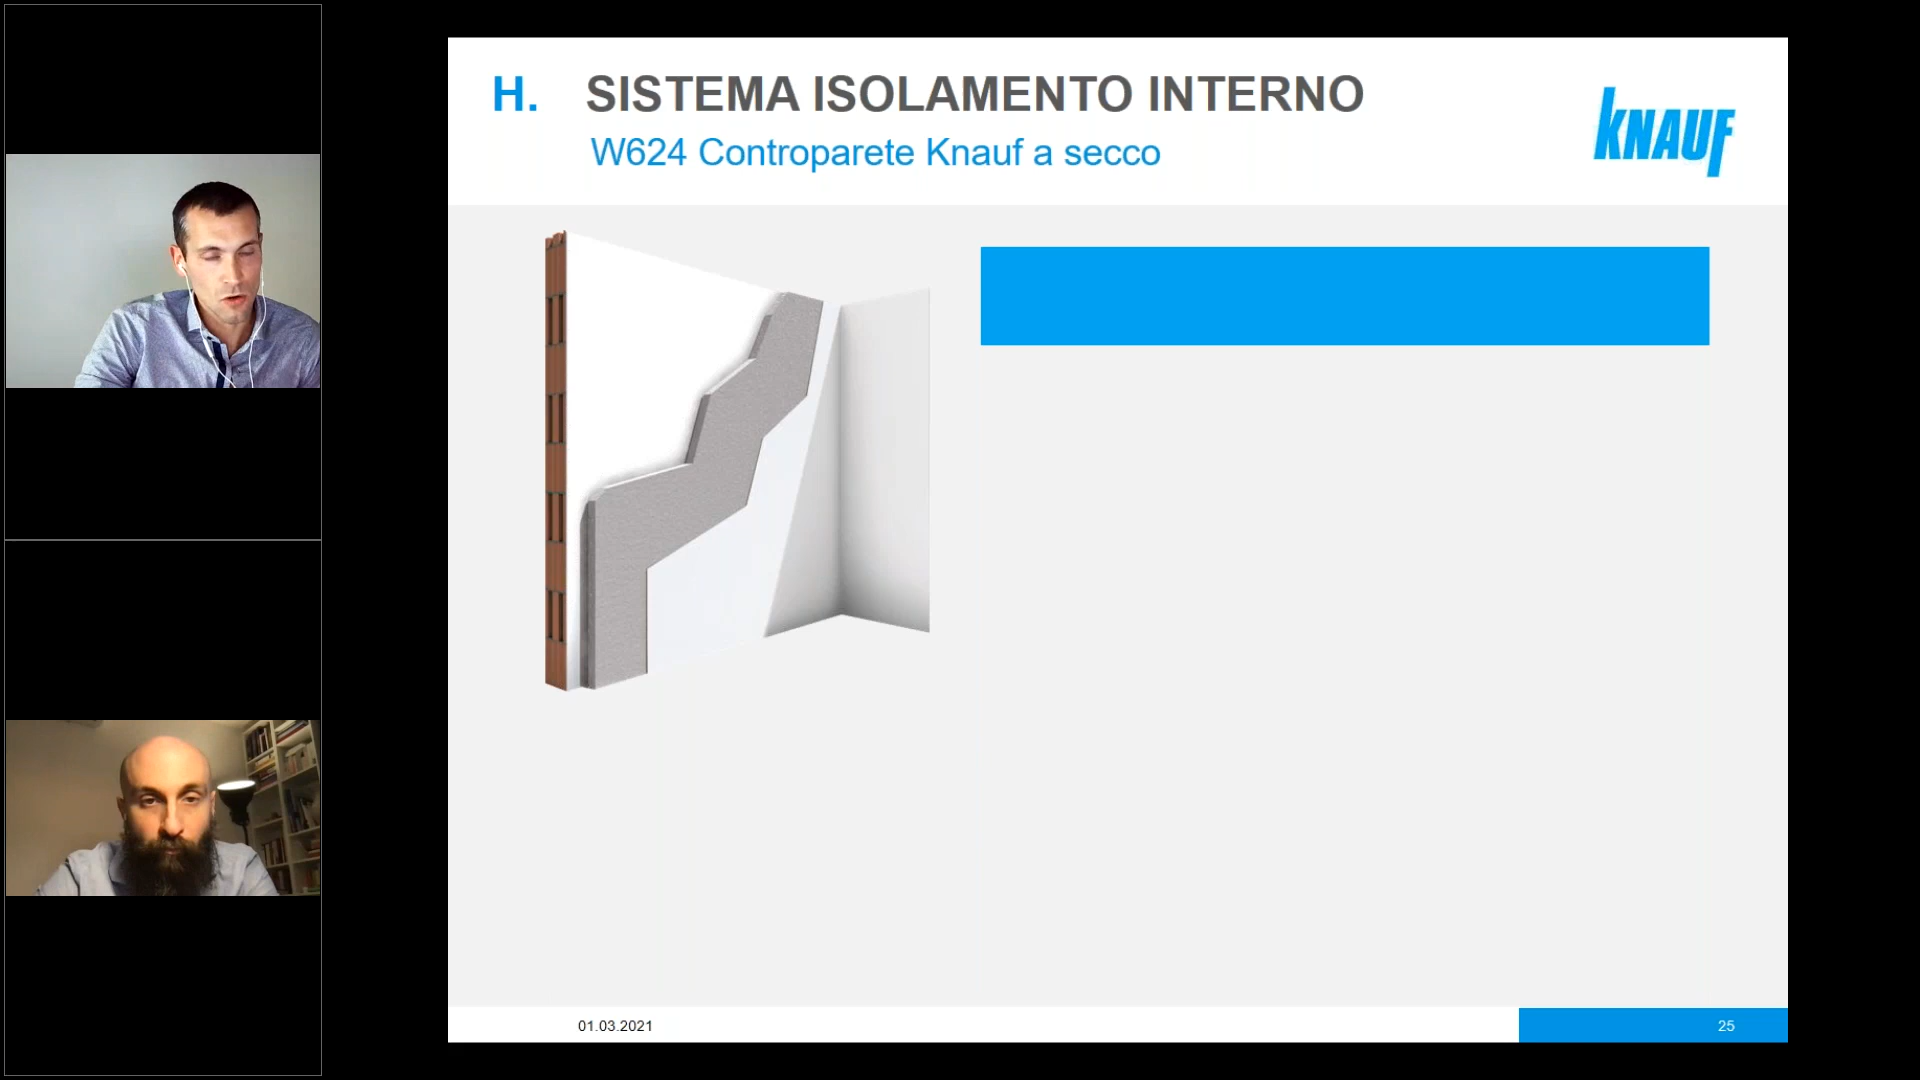 H. SISTEMA ISOLAMENTO INTERNO
W624 Controparete Knauf a secco
KNAUF
01.03.2021
25